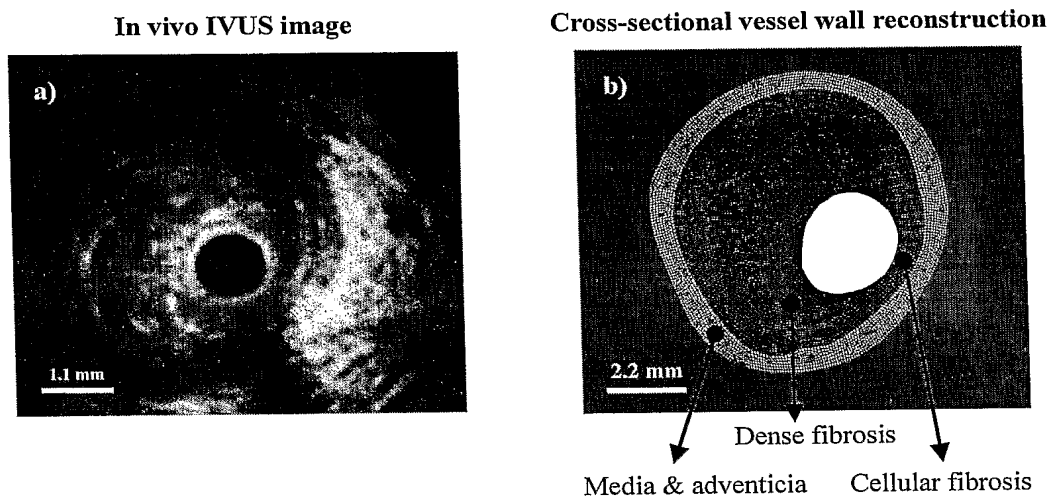 In vivo IVUS image
Cross-sectional vessel wall reconstruction
a)
b)
1.1 mm
2.2 mm
Dense fibrosis
Media & adventicia
Cellular fibrosis